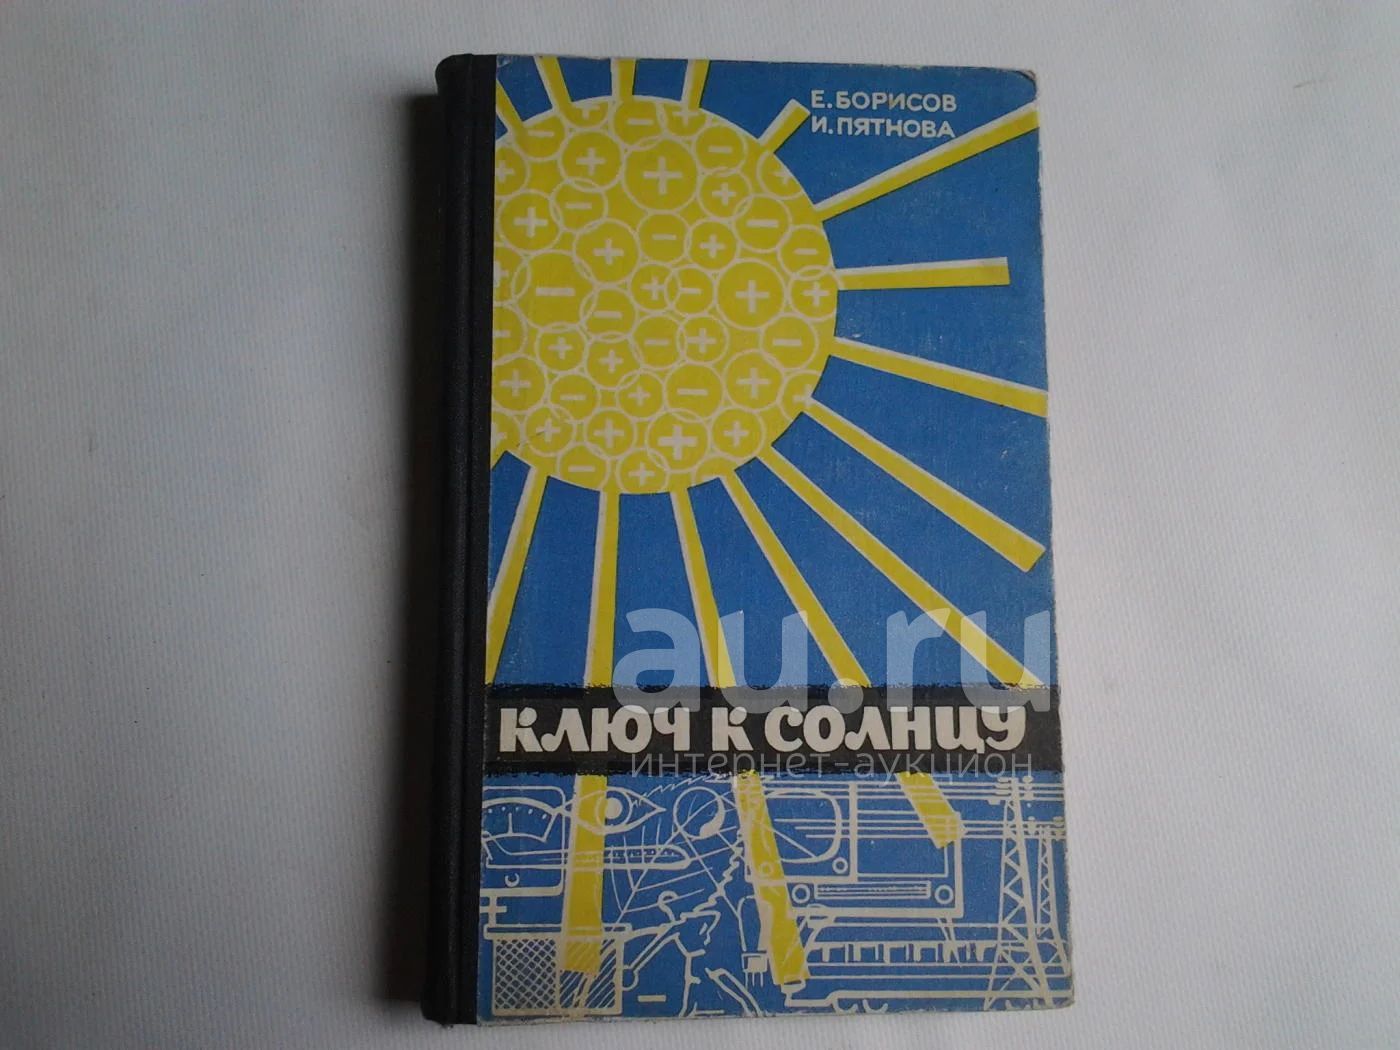 Е.БОРИСОВ
И.ПЯТНОВА
au.ru
КЛЮЧ К СОЛНЦУ
интернет-аукцион